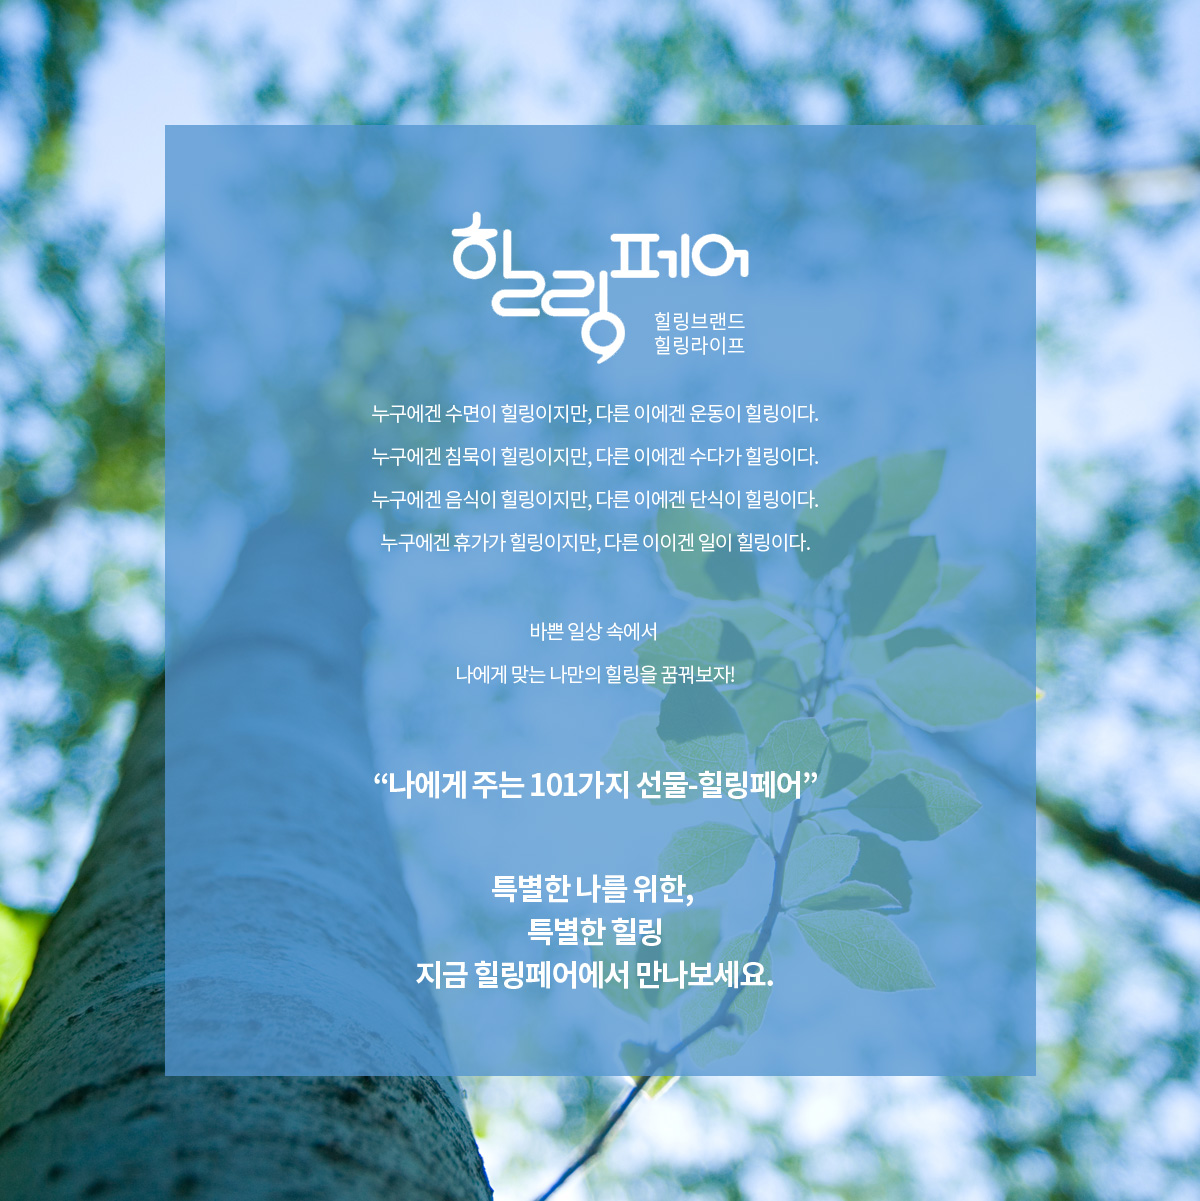 힐링페어
힐링브랜드
힐링라이프
누구에겐 수면이 힐링이지만, 다른 이에겐 운동이 힐링이다.
누구에겐 침묵이 힐링이지만, 다른 이에겐 수다가 힐링이다.
누구에겐 음식이 힐링이지만, 다른 이에겐 단식이 힐링이다.
누구에겐 휴가가 힐링이지만, 다른 이이겐 일이 힐링이다.
바쁜 일상 속에서
나에게 맞는 나만의 힐링을 꿈꿔보자!
“나에게 주는 101가지 선물-힐링페어”
특별한 나를 위한,
특별한 힐링
지금 힐링페어에서 만나보세요.